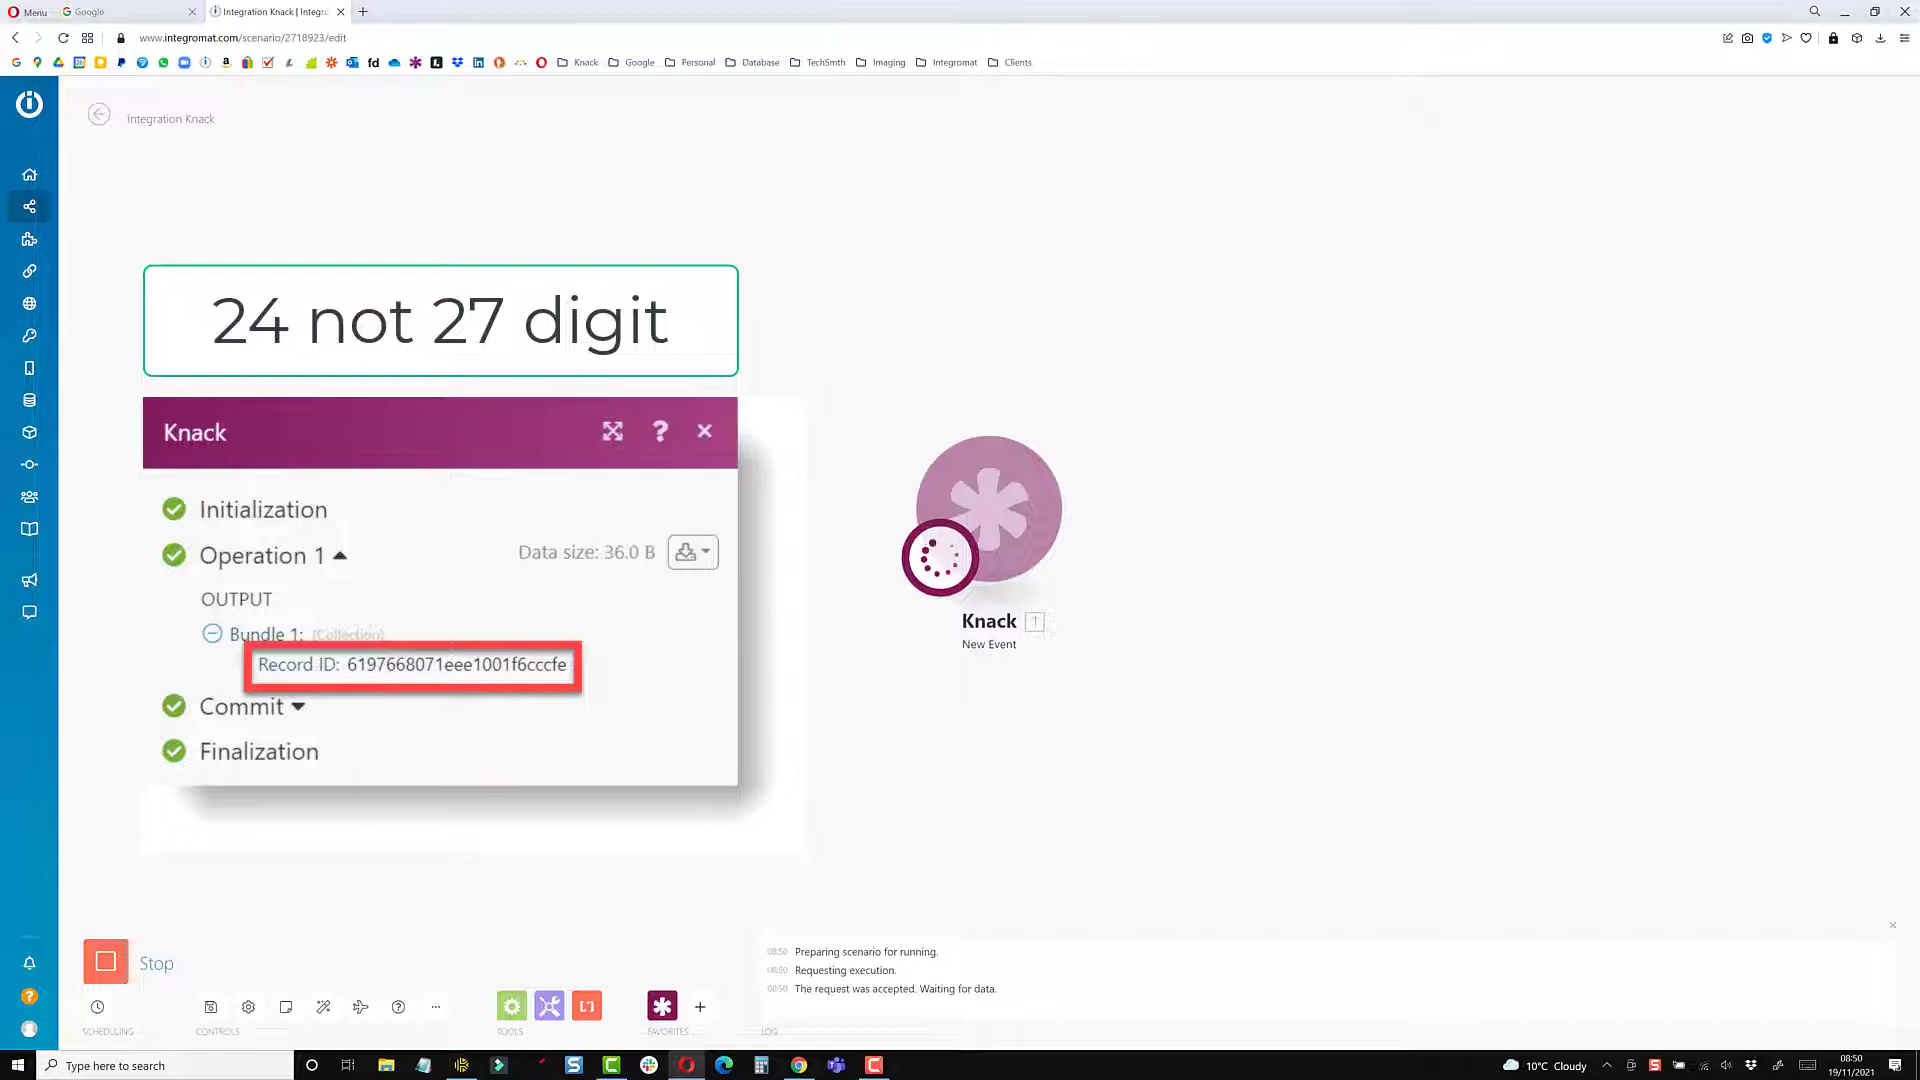 Menu
Google
Integration Knack | Integro
www.integromat.com/scenario/2718923/edit
fd
Knack
Google
Personal
Database
TechSmth
Imaging
Integromat
Clients
Integration Knack
24 not 27 digit
Knack
Initialization
Operation 1
Data size: 36.0 B
OUTPUT
Bundle 1: (Collection)
Record ID: 6197668071eee1001f6cccfe
Commit
Finalization
Knack
New Event
Stop
08:50 Preparing scenario for running.
08:50 Requesting execution.
08:50 The request was accepted. Waiting for data.
SCHEDULING
CONTROLS
TOOLS
FAVORITES
LOG
Type here to search
10°C Cloudy
08:50
19/11/2021